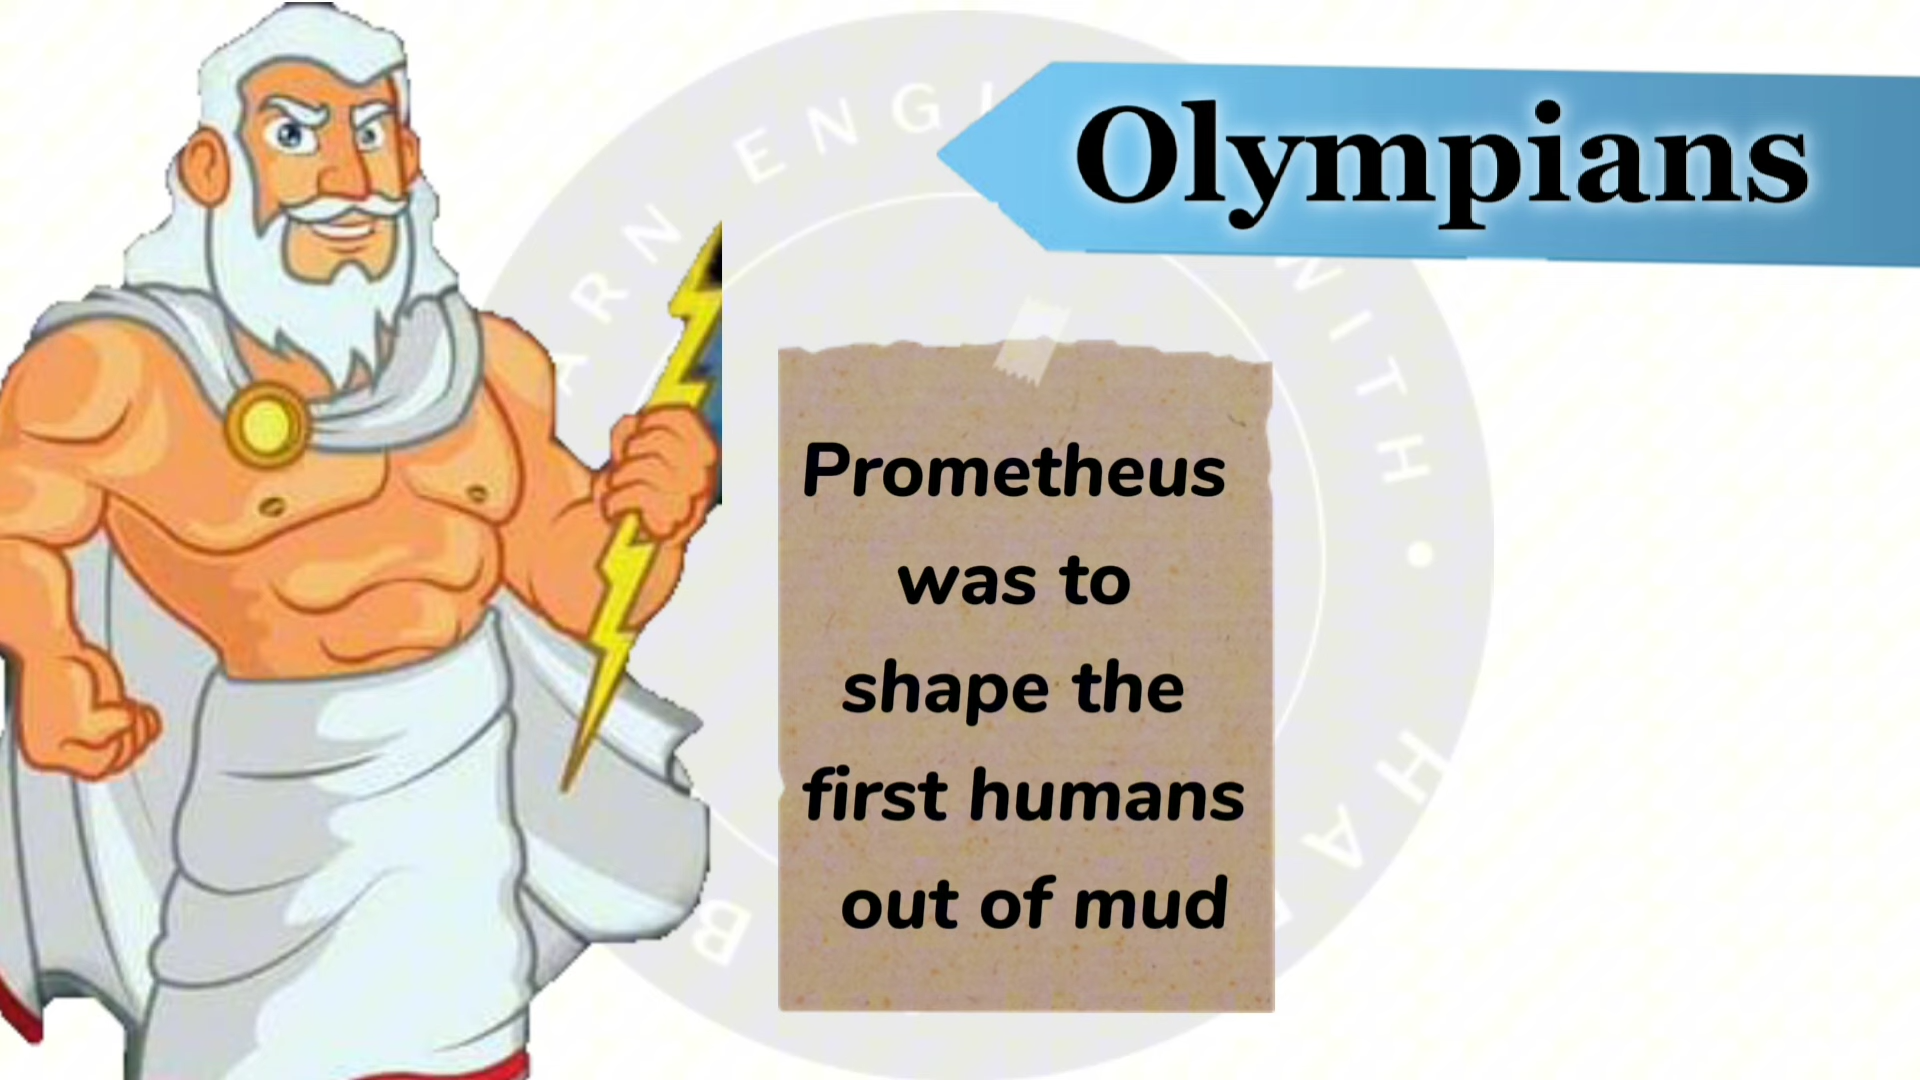 Olympians
Prometheus
was to
shape the
first humans
out of mud